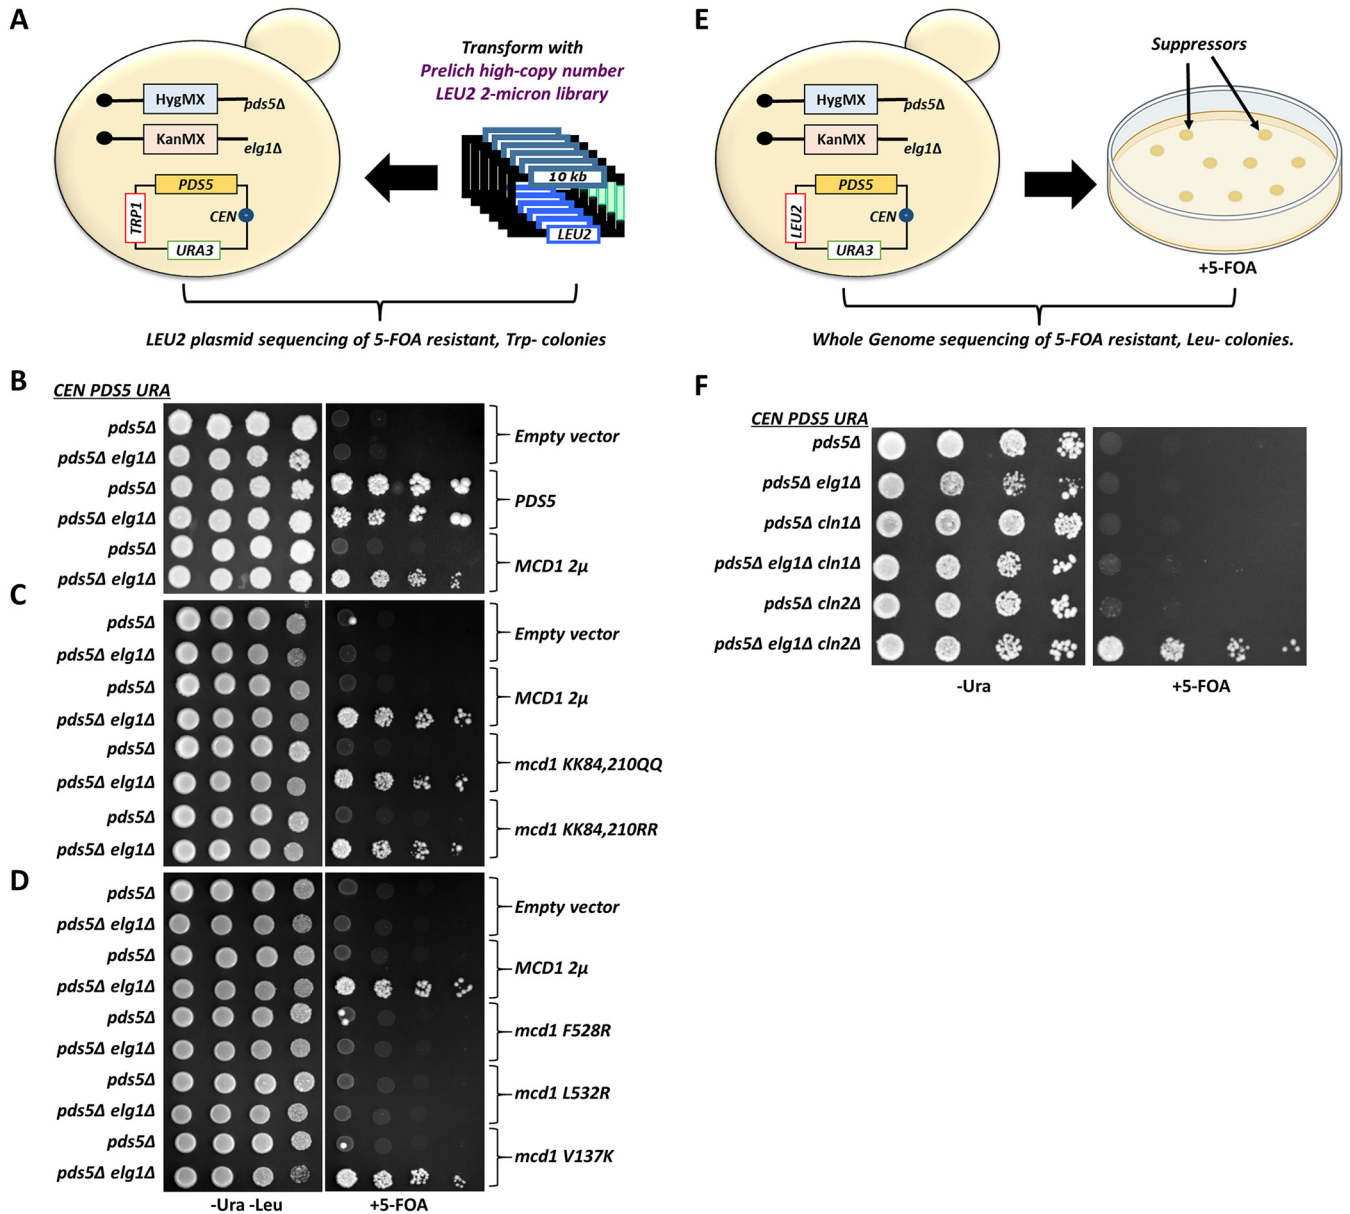 A
Transform with
Prelich high-copy number
LEU2 2-micron library
HygMX
pds5Δ
KanMX
elg1Δ
PDS5
TRP1
CEN
URA3
10 kb
LEU2
LEU2 plasmid sequencing of 5-FOA resistant, Trp- colonies
E
HygMX
pds5Δ
KanMX
elg1Δ
PDS5
LEU2
CEN
URA3
Suppressors
+5-FOA
Whole Genome sequencing of 5-FOA resistant, Leu- colonies.
B
CEN PDS5 URA
pds5Δ
pds5Δ elg1Δ
Empty vector
pds5Δ
pds5Δ elg1Δ
PDS5
pds5Δ
pds5Δ elg1Δ
MCD1 2μ
C
pds5Δ
pds5Δ elg1Δ
Empty vector
pds5Δ
pds5Δ elg1Δ
MCD1 2μ
pds5Δ
pds5Δ elg1Δ
mcd1 KK84,210QQ
pds5Δ
pds5Δ elg1Δ
mcd1 KK84,210RR
D
pds5Δ
pds5Δ elg1Δ
Empty vector
pds5Δ
pds5Δ elg1Δ
MCD1 2μ
pds5Δ
pds5Δ elg1Δ
mcd1 F528R
pds5Δ
pds5Δ elg1Δ
mcd1 L532R
pds5Δ
pds5Δ elg1Δ
mcd1 V137K
-Ura -Leu
+5-FOA
F
CEN PDS5 URA
pds5Δ
pds5Δ elg1Δ
pds5Δ cln1Δ
pds5Δ elg1Δ cln1Δ
pds5Δ cln2Δ
pds5Δ elg1Δ cln2Δ
-Ura
+5-FOA